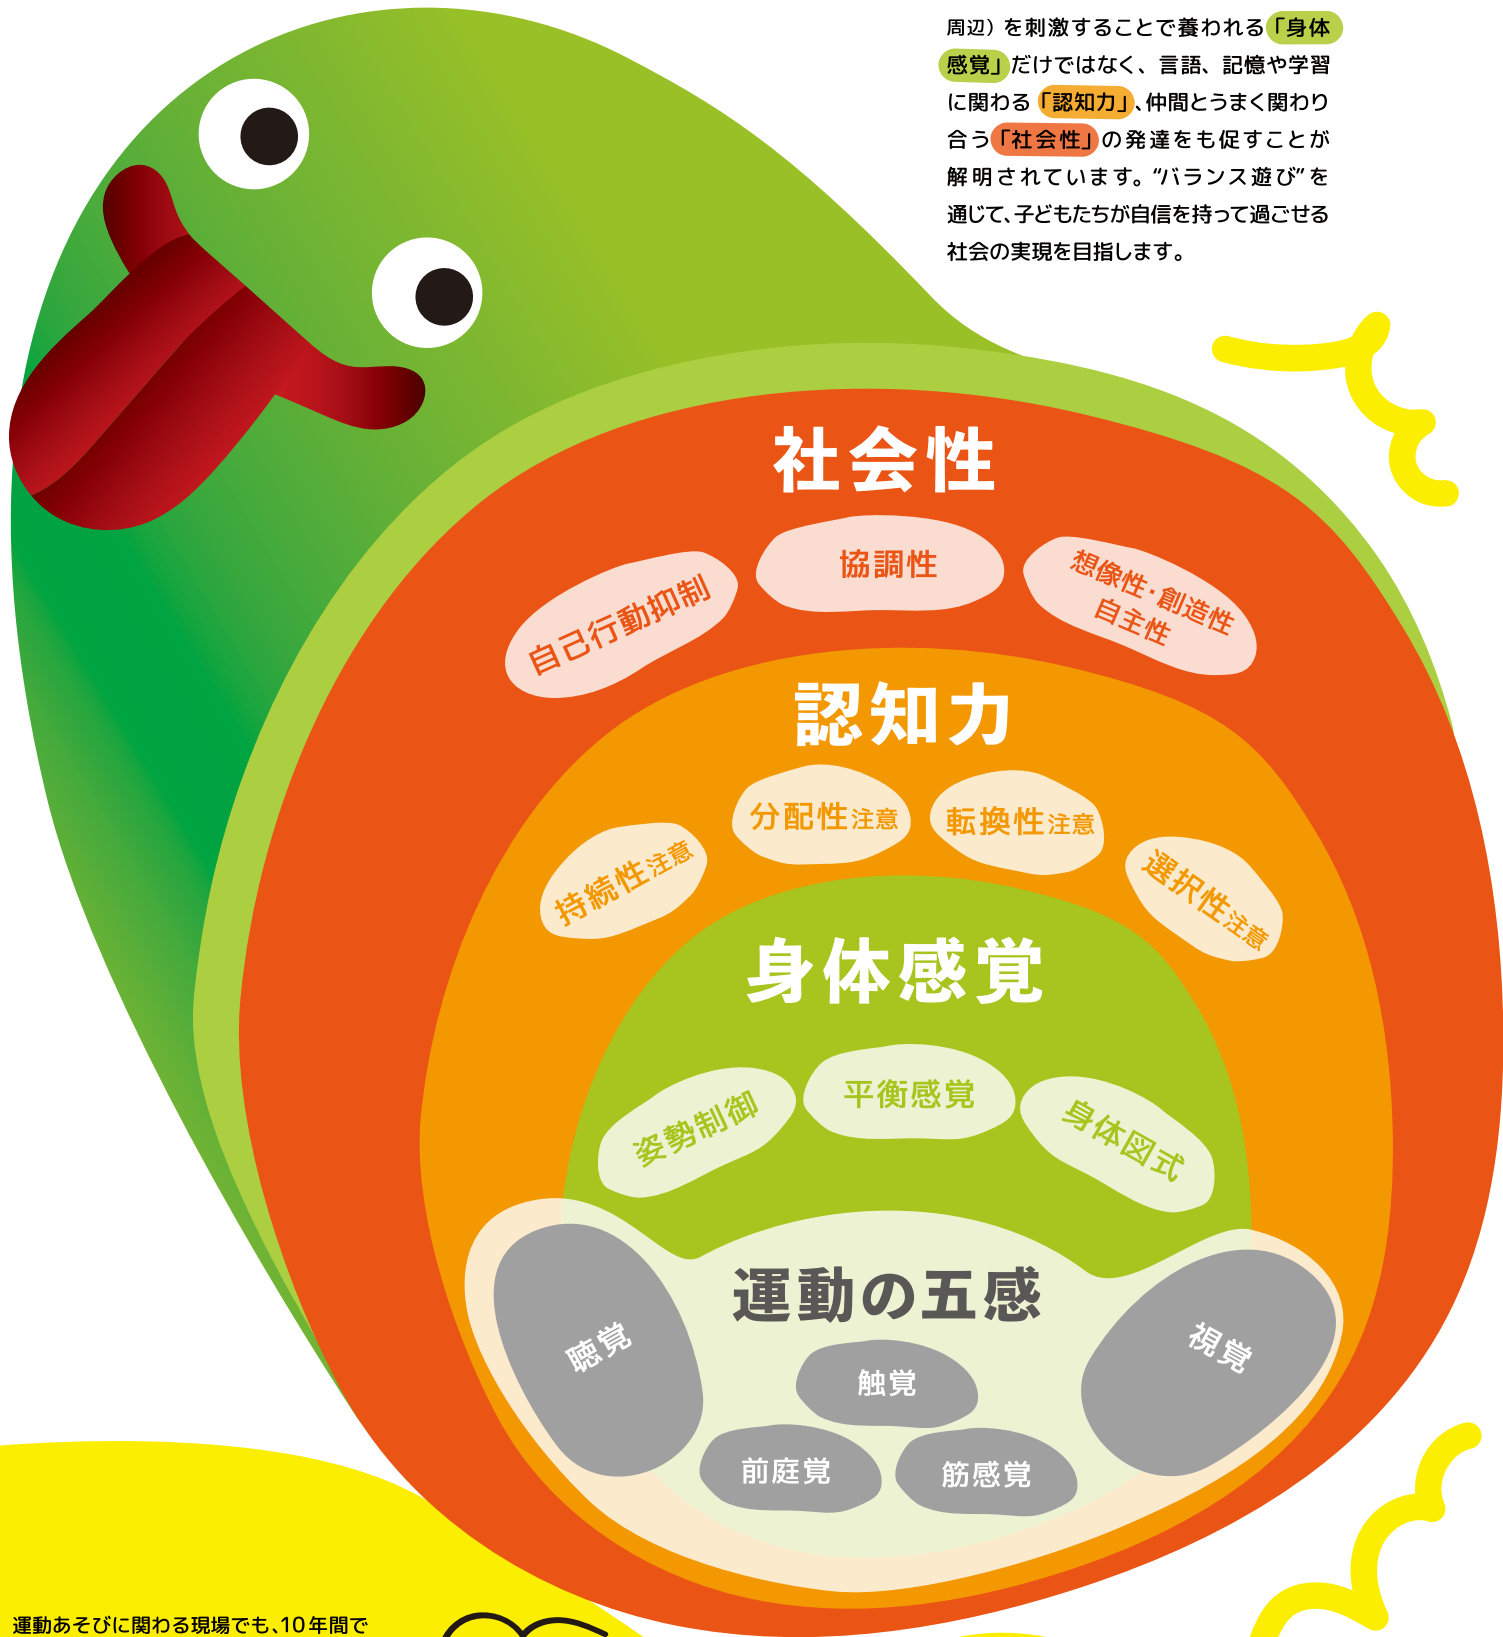 周辺）を刺激することで養われる「身体
感覚」だけではなく、言語、記憶や学習
に関わる「認知力」、仲間とうまく関わり
合う「社会性」の発達をも促すことが
解明されています。“バランス遊び”を
通じて、子どもたちが自信を持って過ごせる
社会の実現を目指します。
社会性
自己行動抑制
協調性
想像性・創造性
自主性
認知力
持続性注意
分配性注意
転換性注意
選択性注意
身体感覚
姿勢制御
平衡感覚
身体図式
運動の五感
聴覚
触覚
視覚
前庭覚
筋感覚
運動あそびに関わる現場でも、10年間で